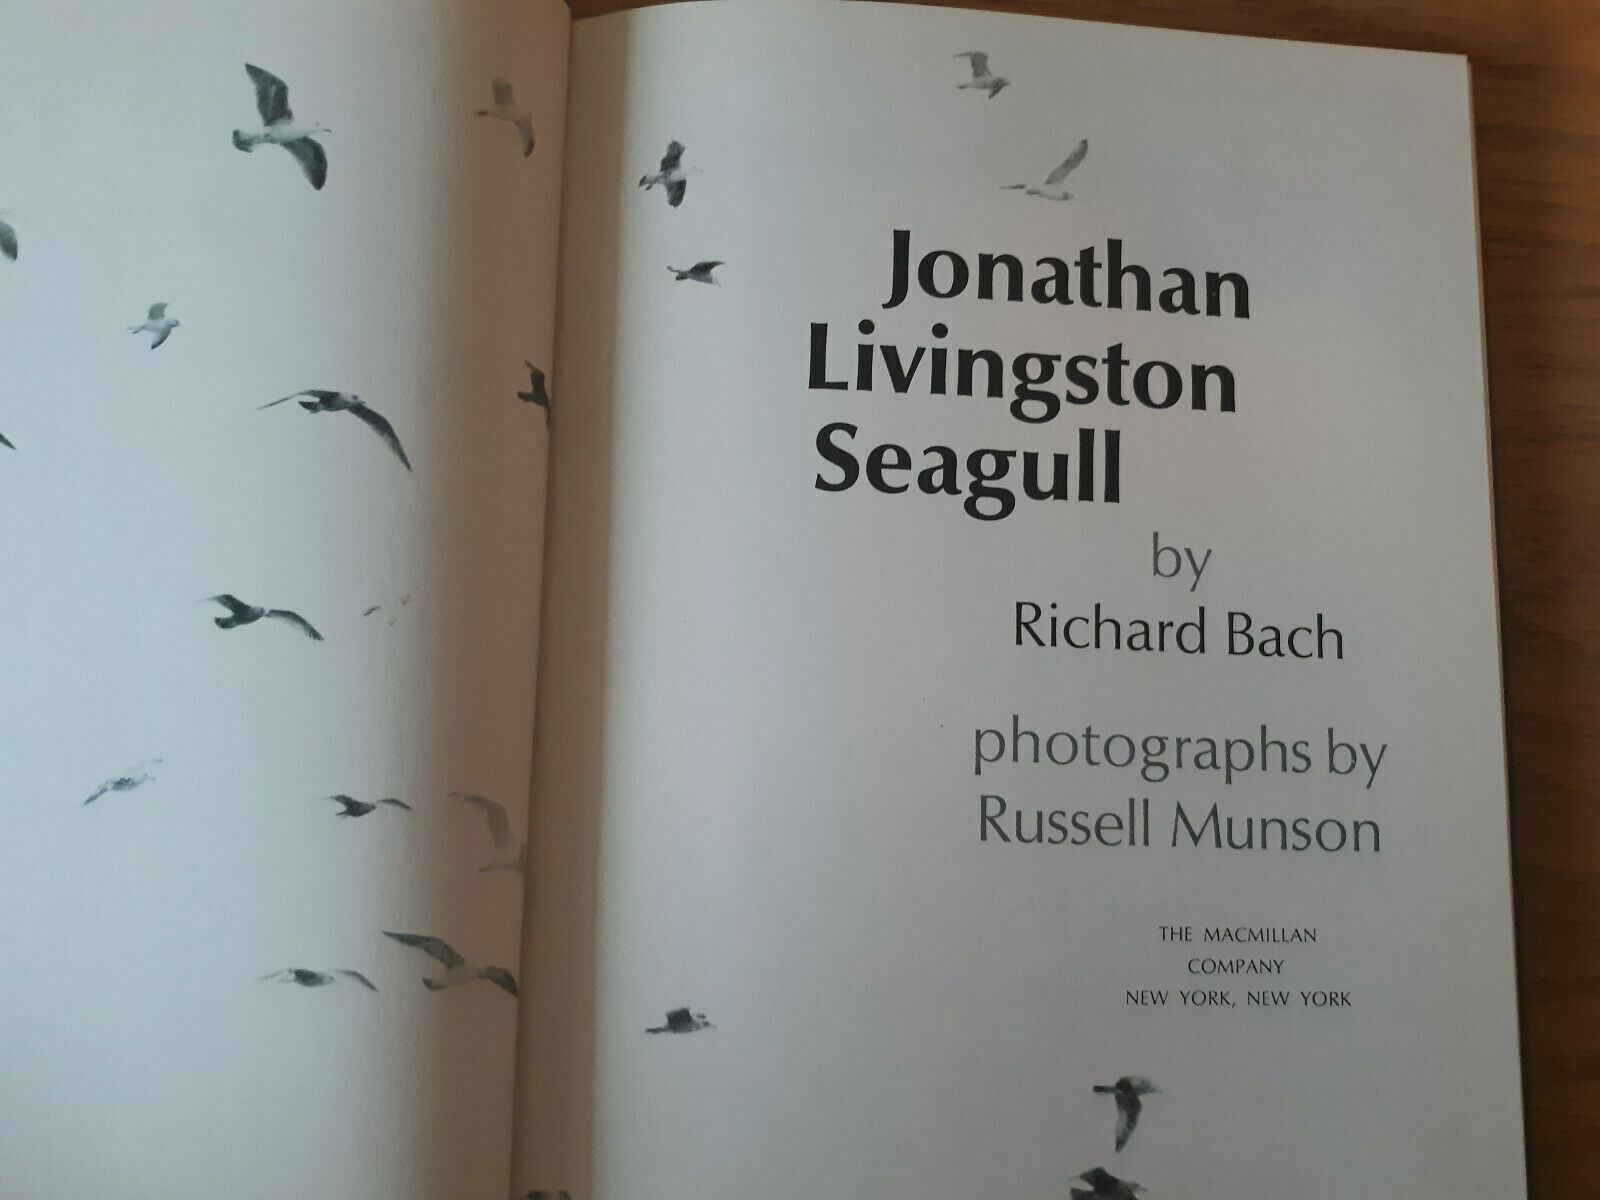 Jonathan
Livingston
Seagull
by
Richard Bach
photographs by
Russell Munson
THE MACMILLAN
COMPANY
NEW YORK, NEW YORK